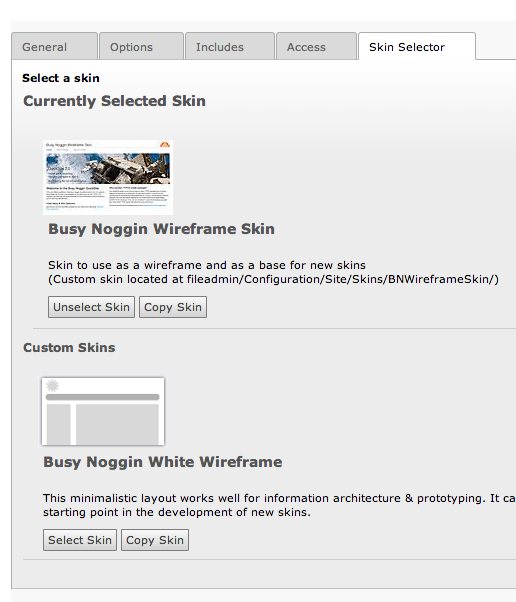 General Options Includes Access Skin Selector
Select a skin
Currently Selected Skin
Busy Noggin Wireframe Skin
Busy Noggin Wireframe Skin
Skin to use as a wireframe and as a base for new skins
(Custom skin located at fileadmin/Configuration/Site/Skins/BNWireframeSkin/)
Unselect Skin Copy Skin
Custom Skins
Busy Noggin White Wireframe
This minimalistic layout works well for information architecture & prototyping. It ca
starting point in the development of new skins.
Select Skin Copy Skin